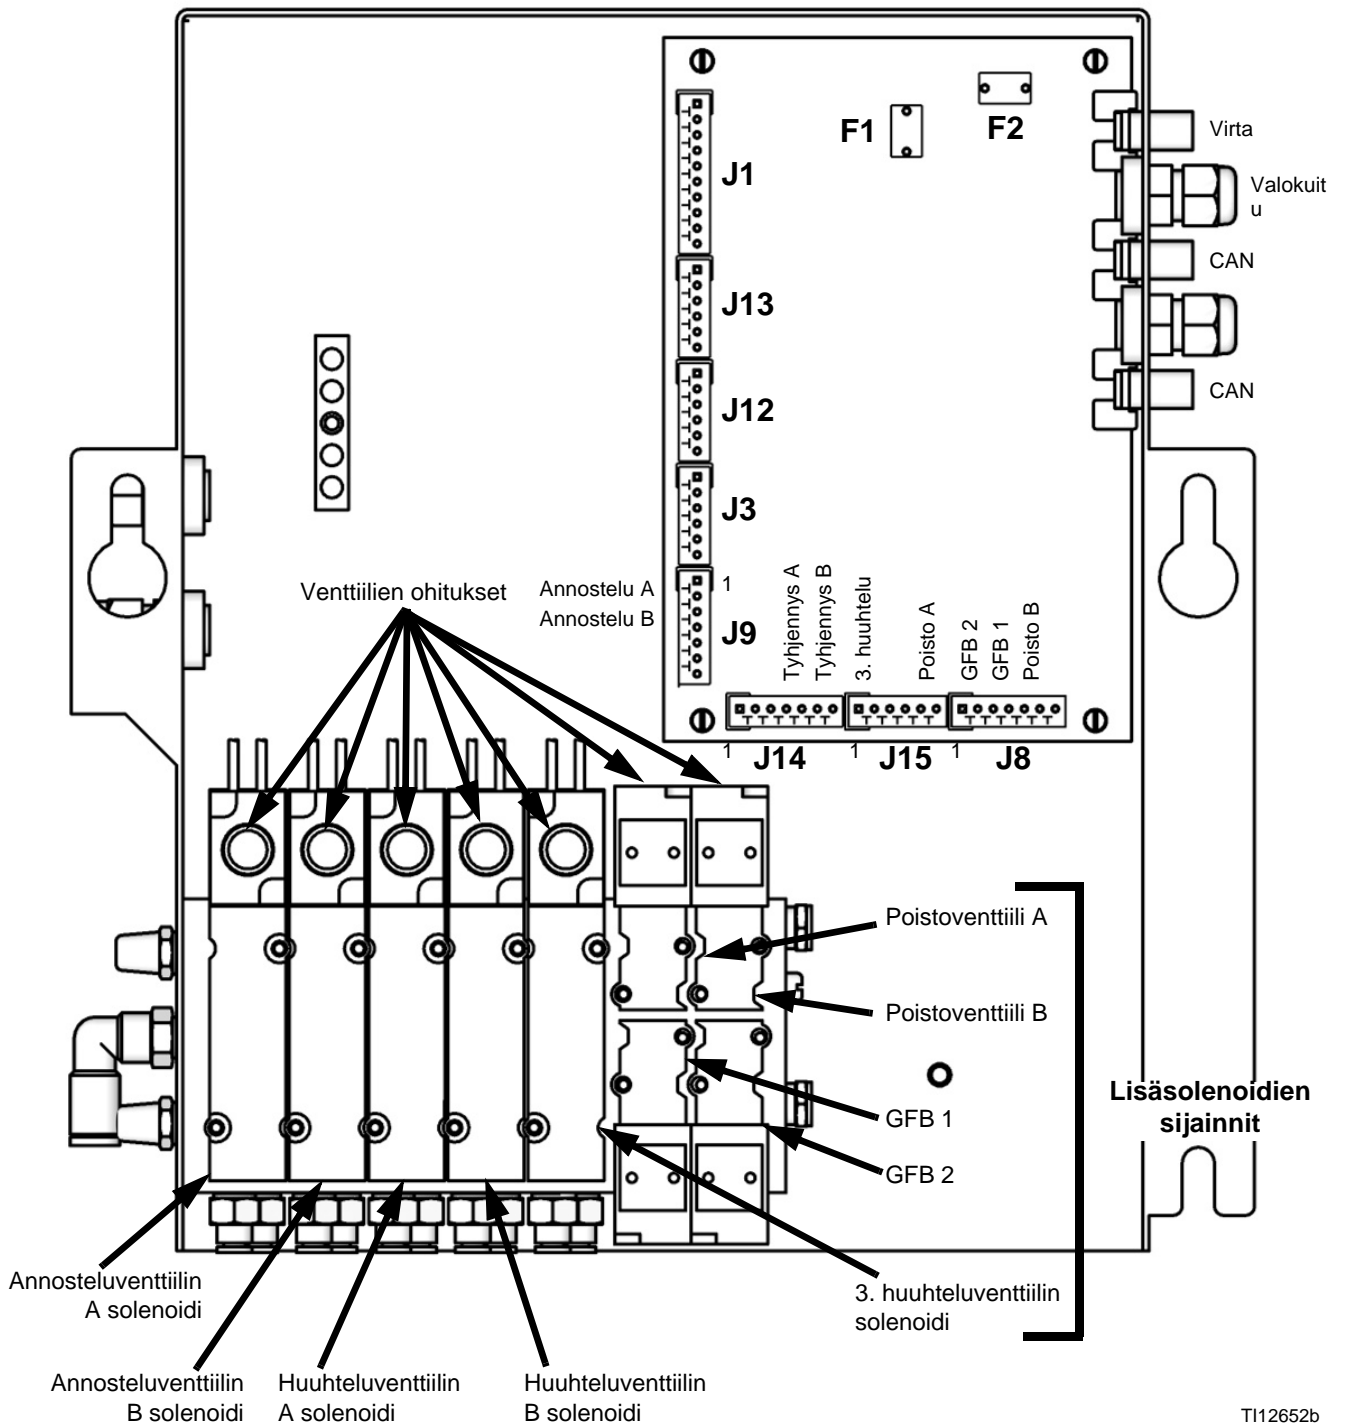 F1
F2
Virta
J1
Valokuit
u
CAN
J13
CAN
J12
J3
Venttiilien ohitukset
Annostelu A
Annostelu B
1
J9
Tyhjennys A
Tyhjennys B
3. huuhtelu
Poisto A
GFB 2
GFB 1
Poisto B
1
J14
1
J15
1
J8
Poistoventtiili A
Poistoventtiili B
GFB 1
GFB 2
Lisäsolenoidien
sijainnit
Annosteluventtiilin
A solenoidi
3. huuhteluventtiilin
solenoidi
Annosteluventtiilin
B solenoidi
Huuhteluventtiilin
A solenoidi
Huuhteluventtiilin
B solenoidi
TI12652b